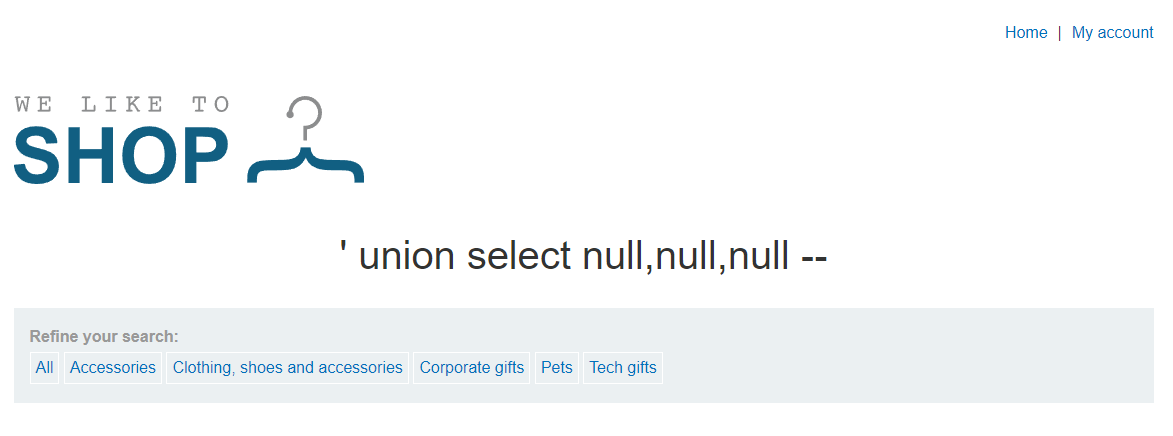 Home | My account
WE LIKE TO
SHOP
' union select null,null,null --
Refine your search:
All Accessories Clothing, shoes and accessories Corporate gifts Pets Tech gifts